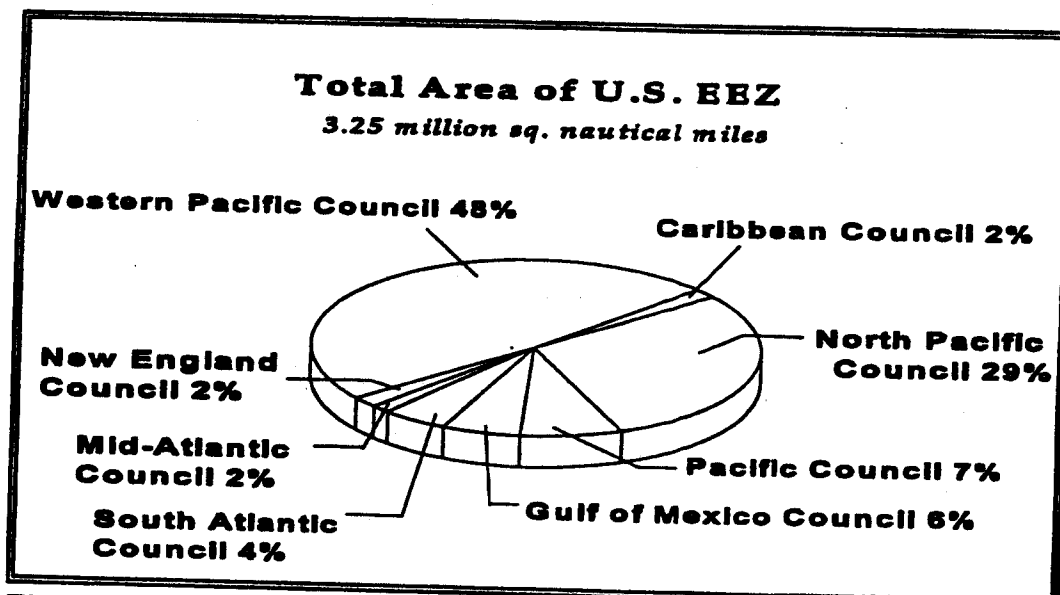 Total Area of U.S. EEZ
3.25 million sq. nautical miles
Western Pacific Council 48%
Caribbean Council 2%
North Pacific
Council 29%
New England
Council 2%
Mid-Atlantic
Council 2%
Pacific Council 7%
Gulf of Mexico Council 6%
South Atlantic
Council 4%